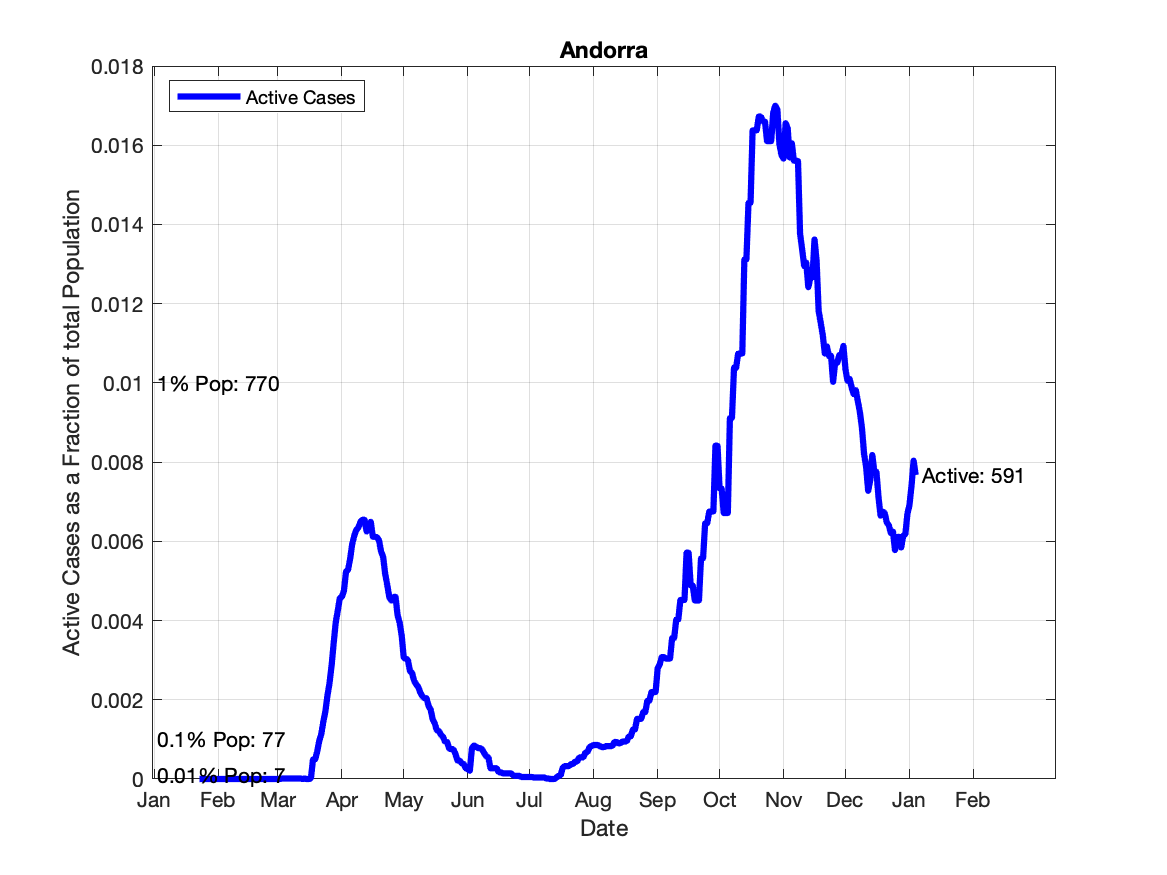 Andorra
Active Cases
0.018
0.016
0.014
0.012
0.01
0.008
0.006
0.004
0.002
0
Active Cases as a Fraction of total Population
1% Pop: 770
0.1% Pop: 77
0.01% Pop: 7
Active: 591
Jan Feb Mar Apr May Jun Jul Aug Sep Oct Nov Dec Jan Feb
Date